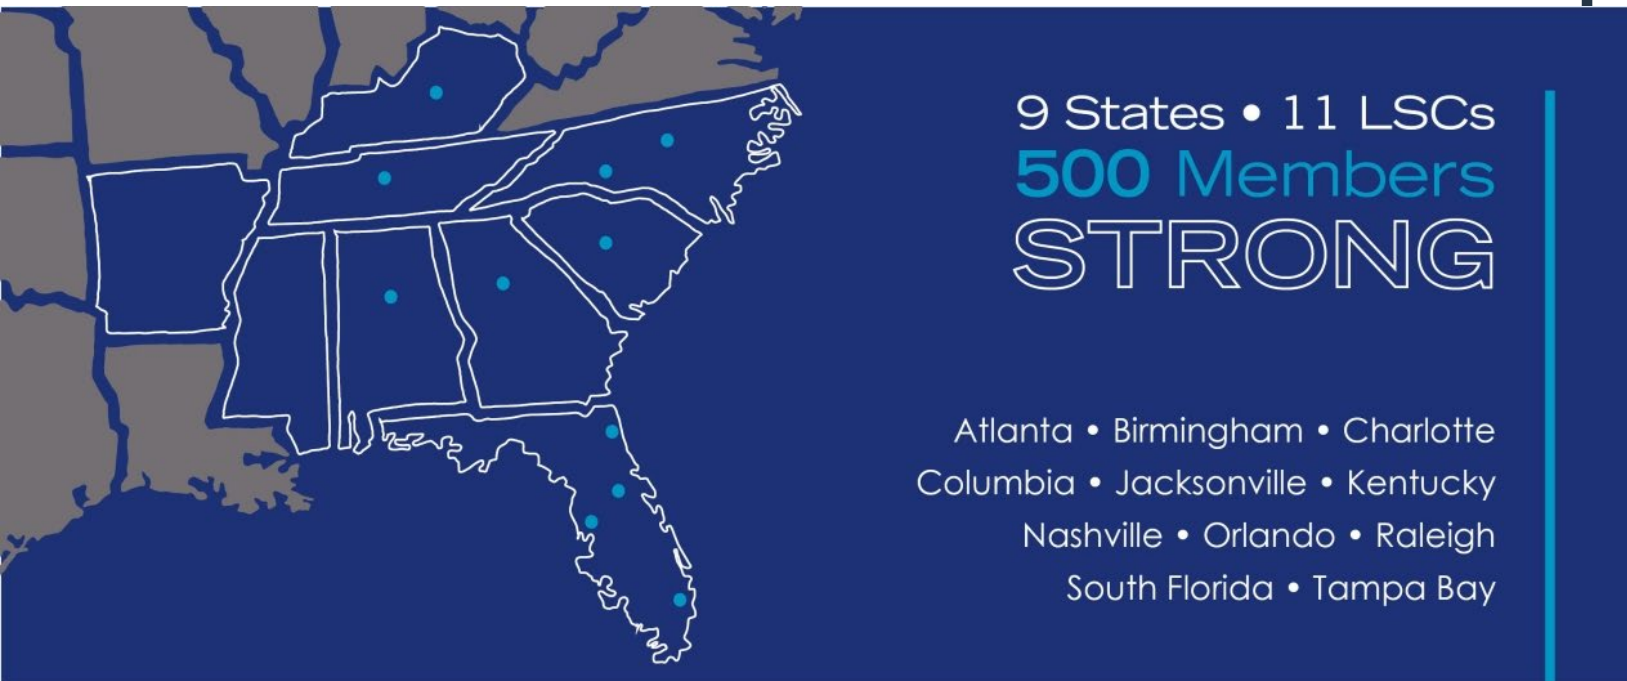 9 States • 11 LSCs
500 Members
STRONG
Atlanta • Birmingham • Charlotte
Columbia • Jacksonville • Kentucky
Nashville • Orlando • Raleigh
South Florida • Tampa Bay